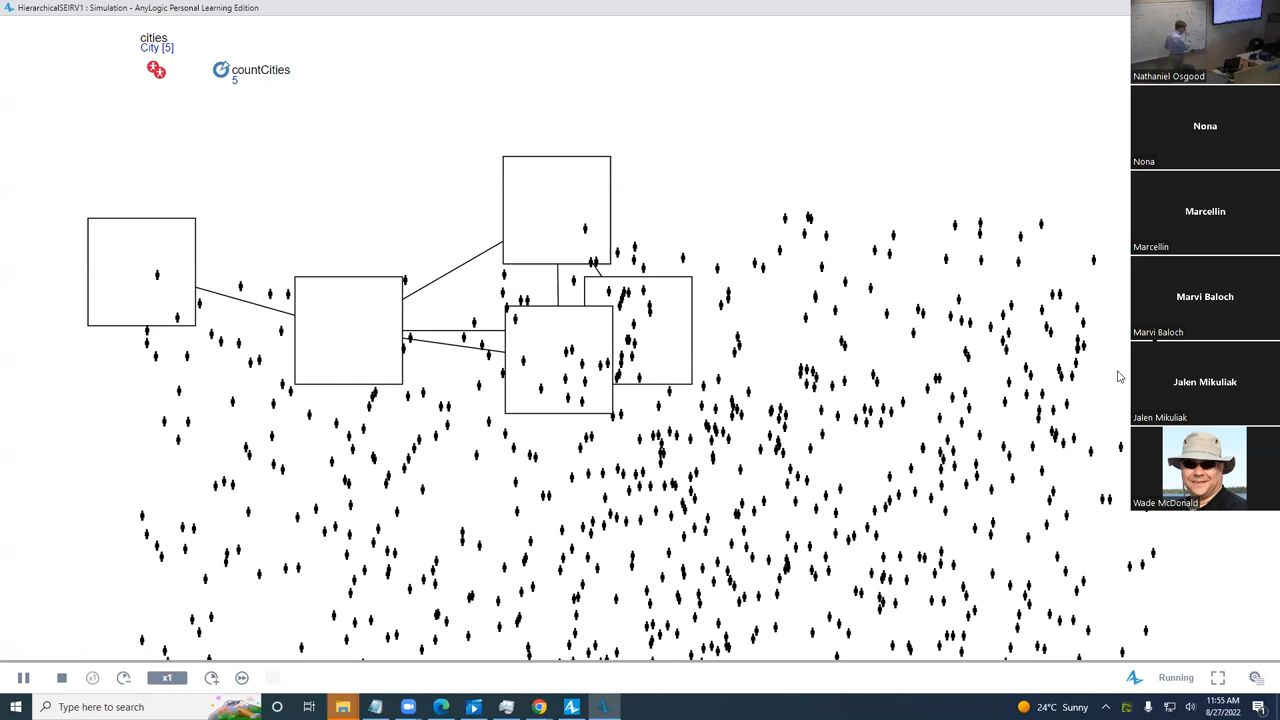 HierarchicalSEIRV1 : Simulation - AnyLogic Personal Learning Edition
cities
City [5]
countCities
5
Nathaniel Osgood
Nona
Nona
Marcellin
Marcellin
Marvi Baloch
Marvi Baloch
Jalen Mikuliak
Jalen Mikuliak
Wade McDonald
x1
x1
Running
Type here to search
24°C Sunny
11:55 AM
8/27/2022